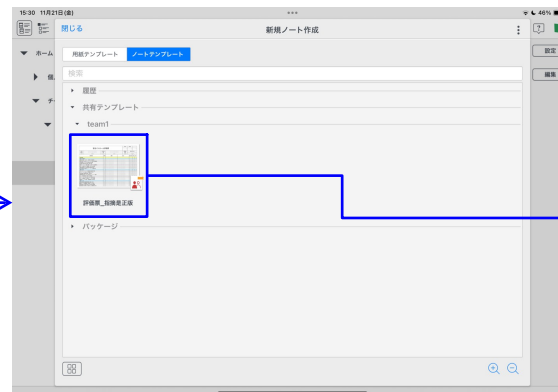 15:30 11月21日(金)
46%
閉じる
新規ノート作成
ホーム
設定
用紙テンプレート
ノートテンプレート
編集
検索
履歴
共有テンプレート
team1
評価票_指摘是正版
パッケージ